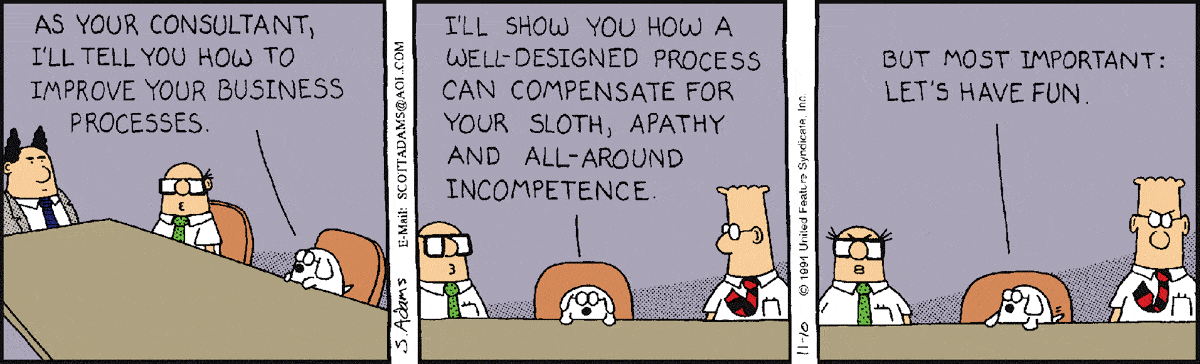 AS YOUR CONSULTANT,
I'LL TELL YOU HOW TO
IMPROVE YOUR BUSINESS
PROCESSES.
S Adams
E-Mail: SCOTTADAMS@AOL.COM
I'LL SHOW YOU HOW A
WELL-DESIGNED PROCESS
CAN COMPENSATE FOR
YOUR SLOTH, APATHY
AND ALL-AROUND
INCOMPETENCE.
11-10
© 1994 United Feature Syndicate, Inc.
BUT MOST IMPORTANT:
LET'S HAVE FUN.